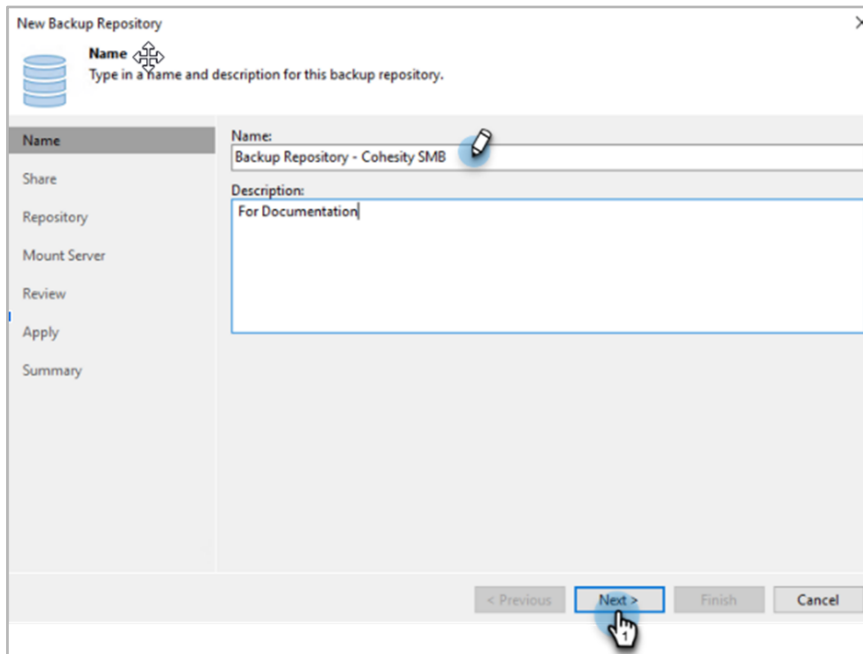 New Backup Repository
Name
Type in a name and description for this backup repository.
Name
Share
Repository
Mount Server
Review
Apply
Summary
Name:
Backup Repository - Cohesity SMB
Description:
For Documentation
< Previous
Next >
Finish
Cancel
1